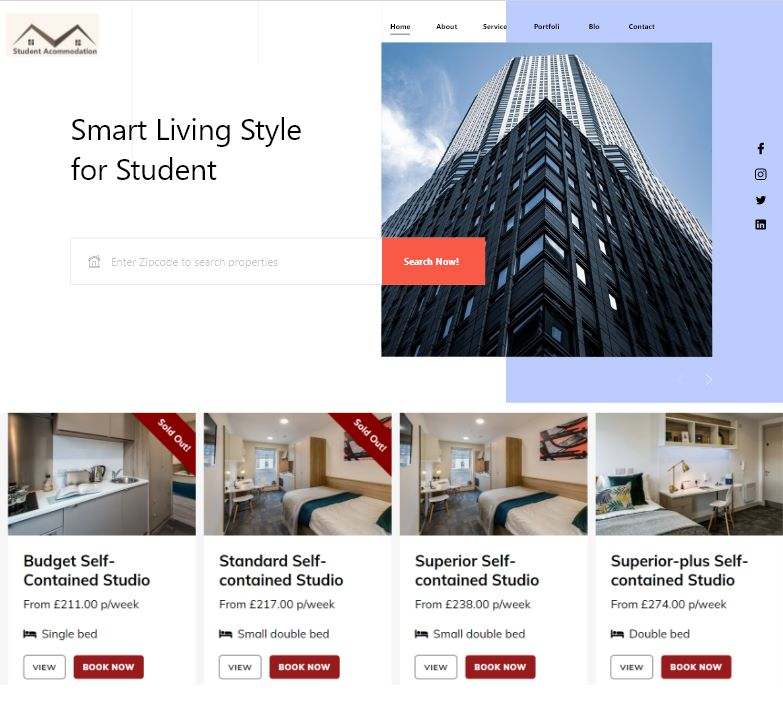 Student Acommodation
Home About Service Portfoli Blo Contact
Smart Living Style
for Student
Enter Zipcode to search properties
Search Now!
Sold Out!
Sold Out!
Budget Self-
Contained Studio
From £211.00 p/week
Single bed
VIEW BOOK NOW
Standard Self-
contained Studio
From £217.00 p/week
Small double bed
VIEW BOOK NOW
Superior Self-
contained Studio
From £238.00 p/week
Small double bed
VIEW BOOK NOW
Superior-plus Self-
contained Studio
From £274.00 p/week
Double bed
VIEW BOOK NOW